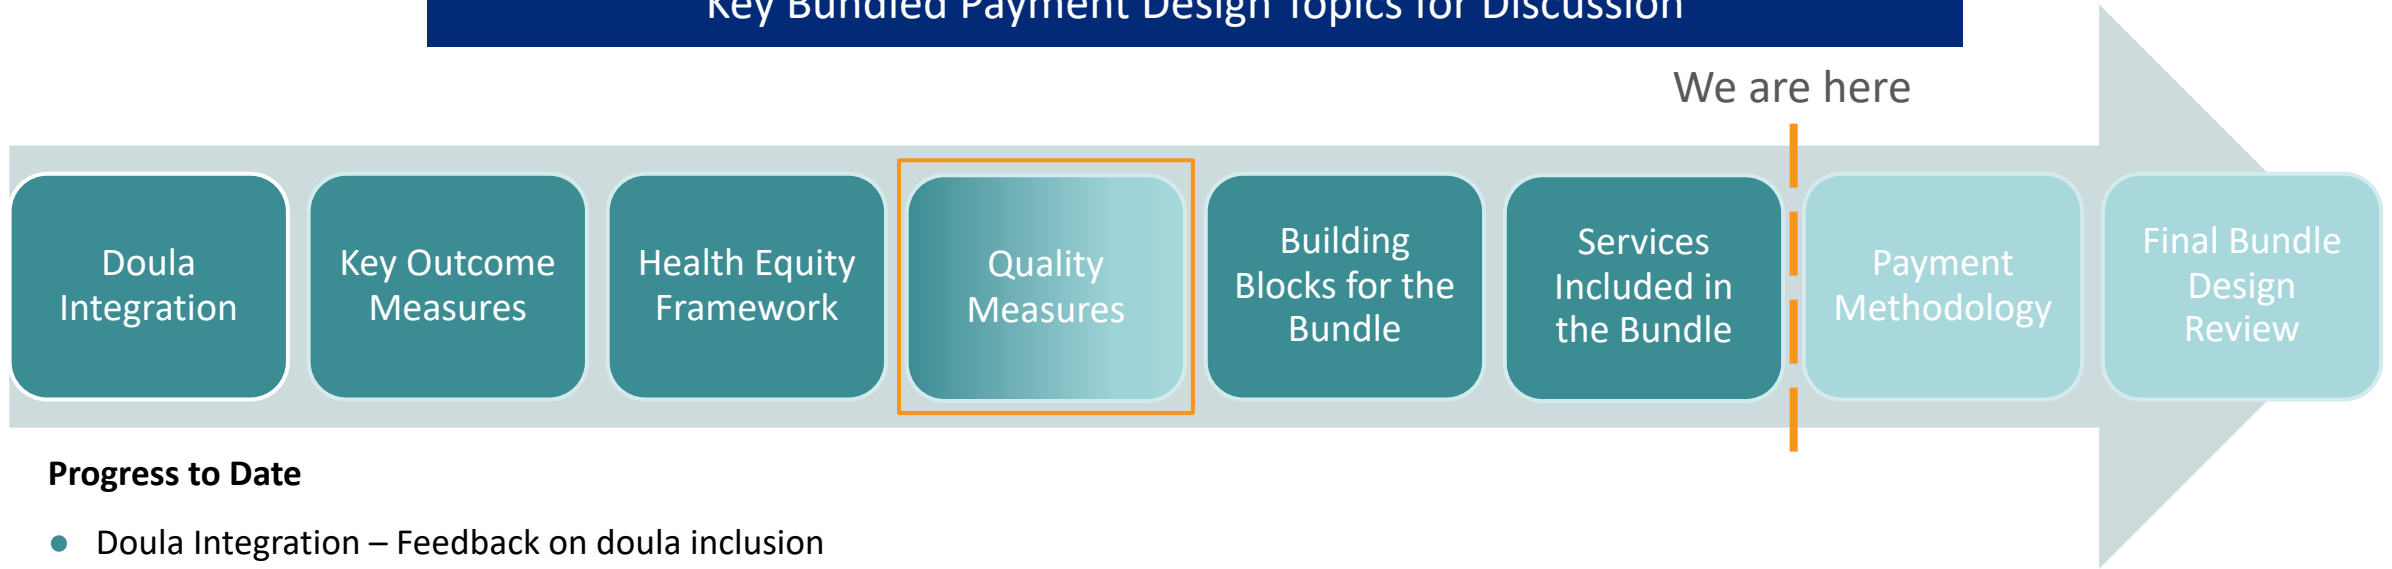 Key Bundled Payment Design Topics for Discussion
We are here
Doula
Integration
Key Outcome
Measures
Health Equity
Framework
Quality
Measures
Building
Blocks for the
Bundle
Services
Included in
the Bundle
Payment
Methodology
Final Bundle
Design
Review
Progress to Date
● Doula Integration – Feedback on doula inclusion